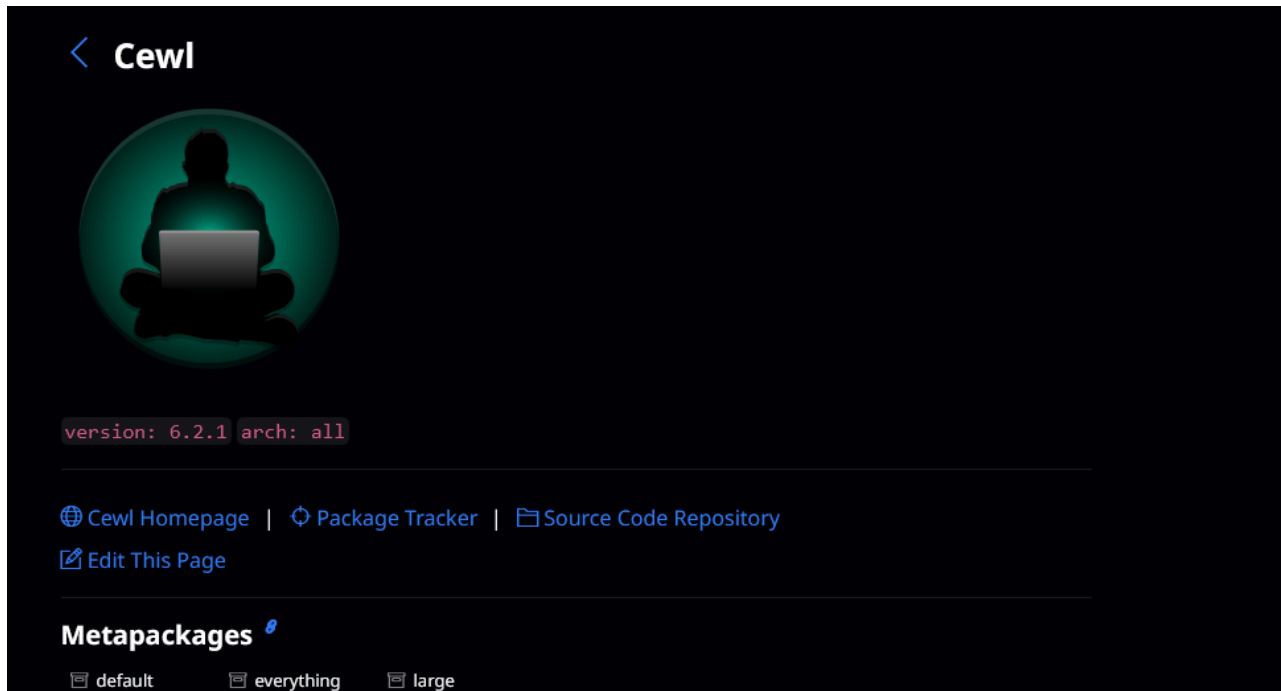 Cewl
version: 6.2.1 arch: all
Cewl Homepage | Package Tracker | Source Code Repository
Edit This Page
Metapackages
default everything large